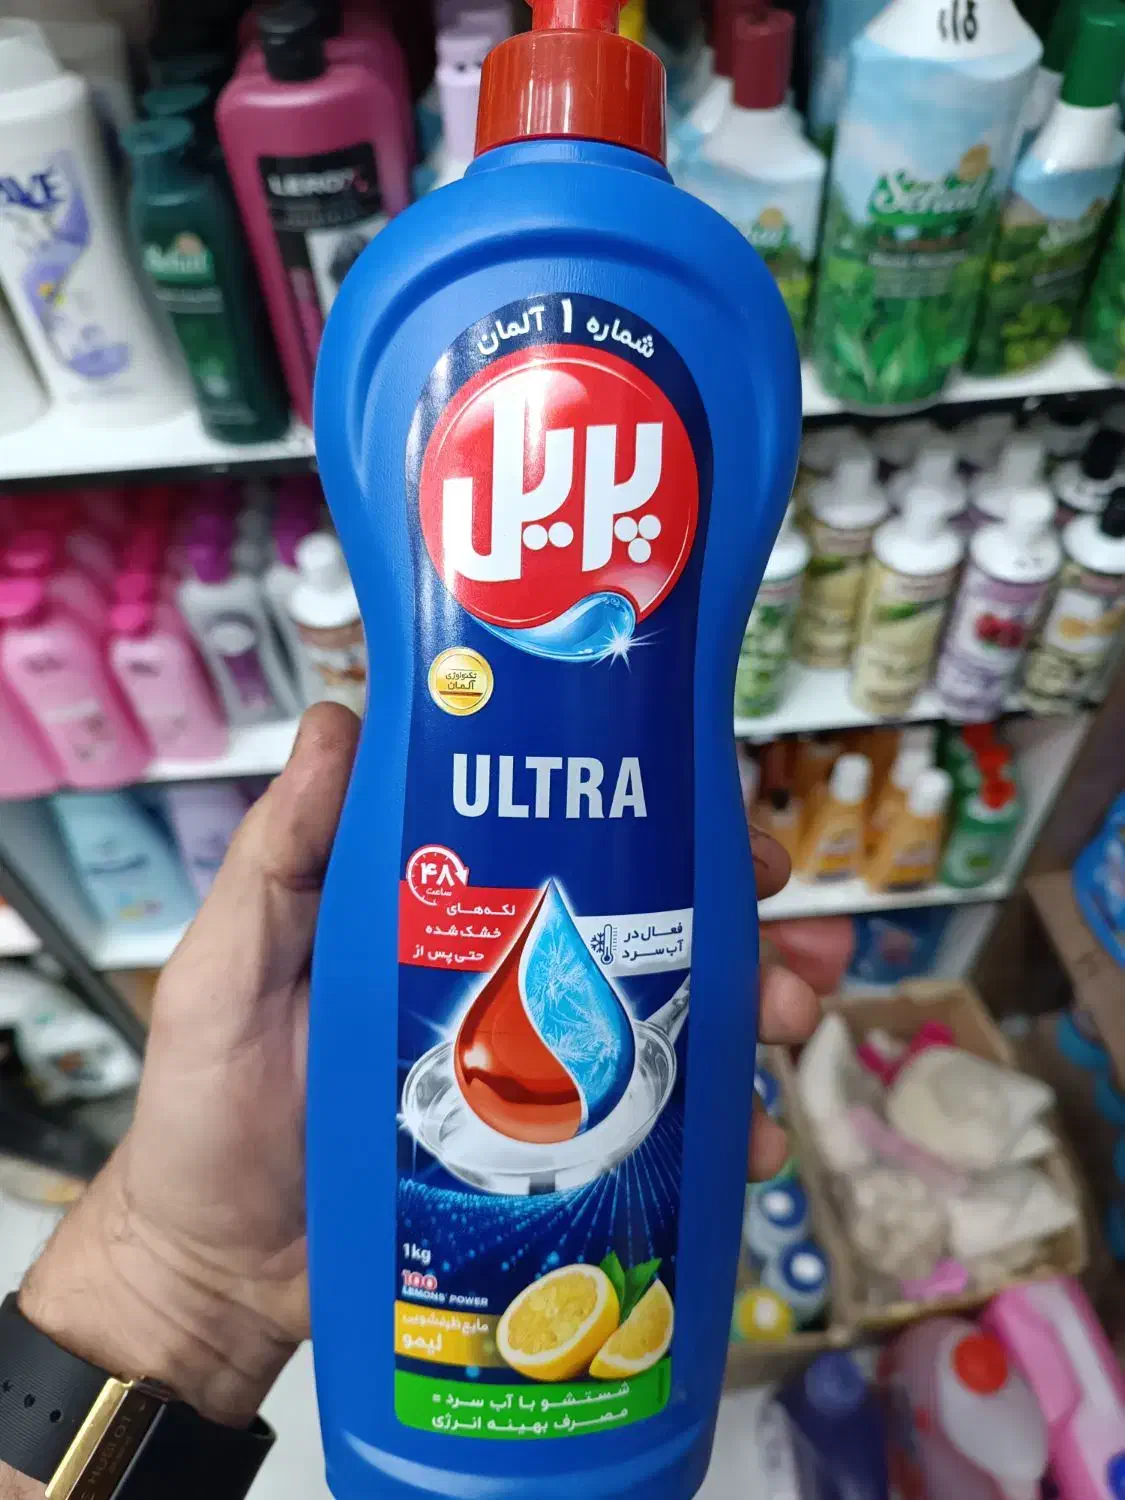 شماره ۱ آلمان
پریل
تکنولوژی
آلمان
ULTRA
۴۸
ساعت
لکه‌های
خشک شده
حتی پس از
فعال در
آب سرد
1kg
100
LEMONS' POWER
مایع ظرفشویی
لیمو
شستشو با آب سرد =
مصرف بهینه انرژی
HUBLOT